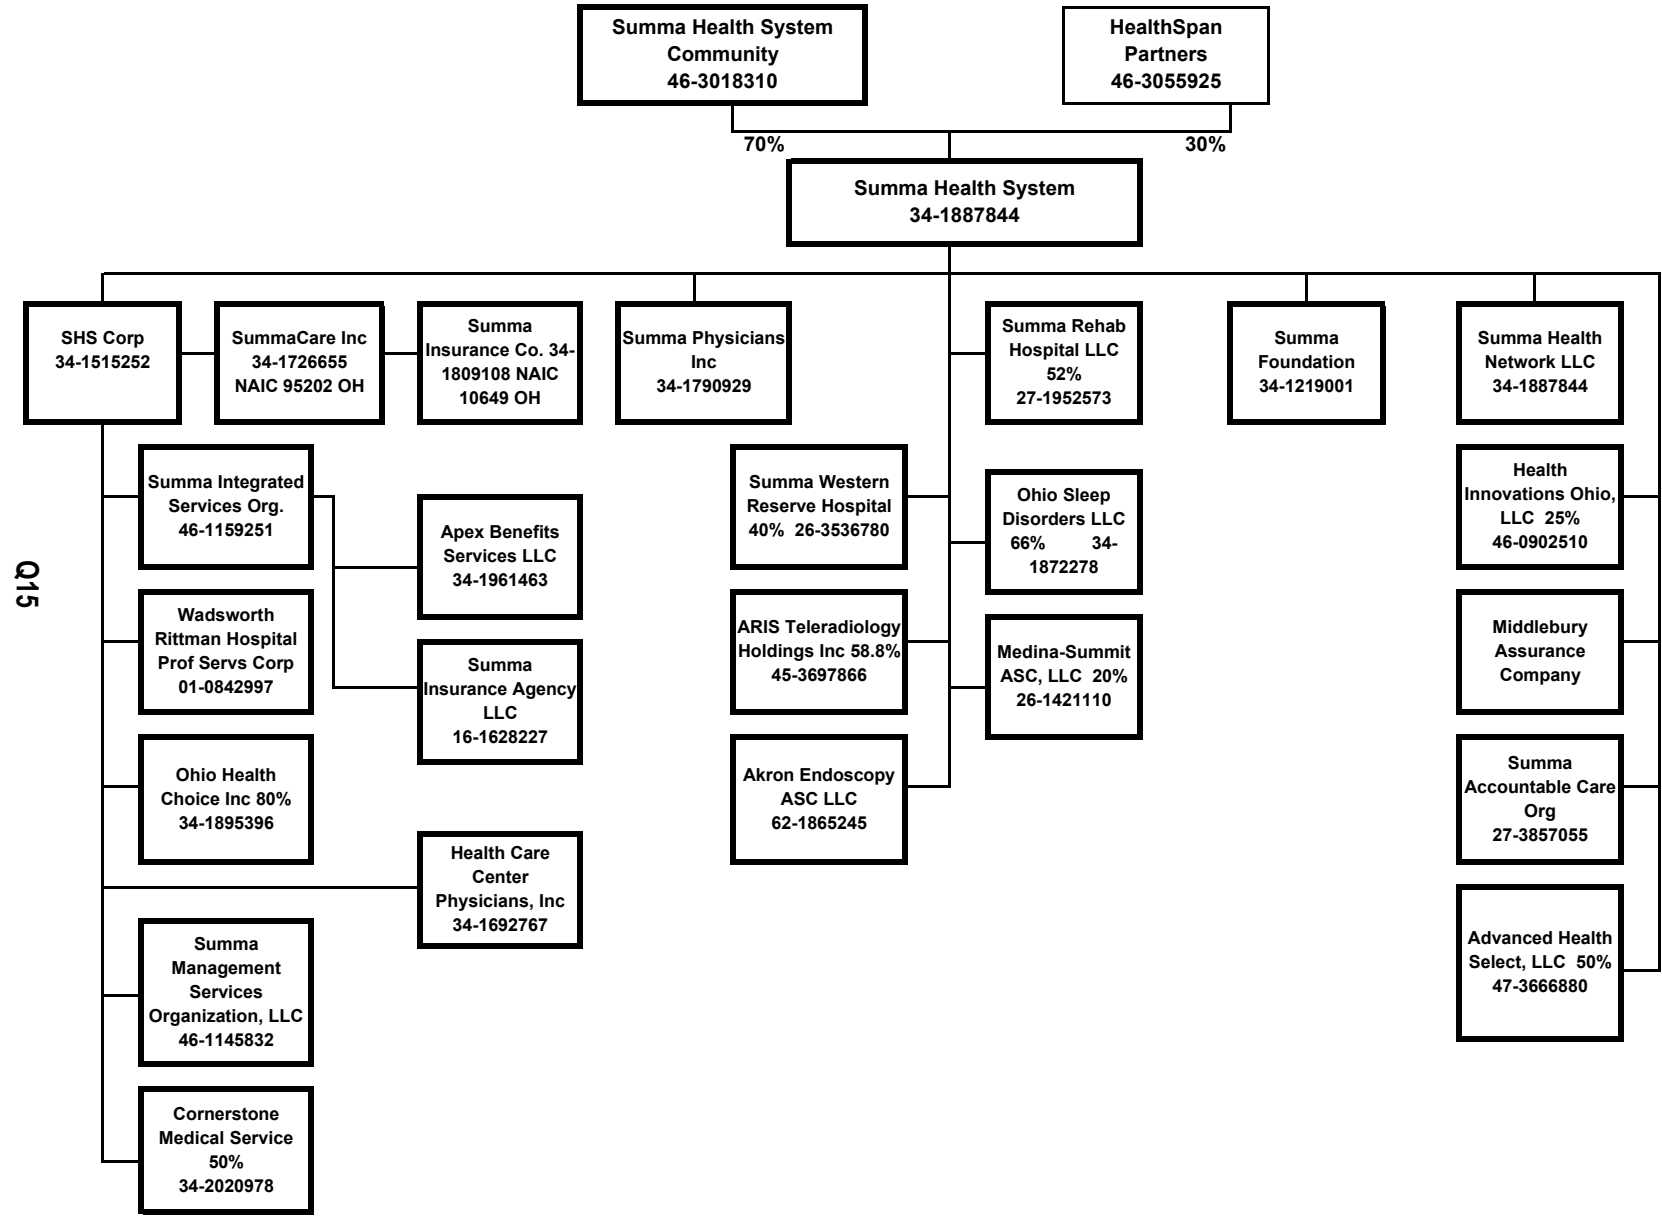 Summa Health System
Community
46-3018310
HealthSpan
Partners
46-3055925
70%
30%
Summa Health System
34-1887844
SHS Corp
34-1515252
SummaCare Inc
34-1726655
NAIC 95202 OH
Summa
Insurance Co. 34-
1809108 NAIC
10649 OH
Summa Physicians
Inc
34-1790929
Summa Rehab
Hospital LLC
52%
27-1952573
Summa
Foundation
34-1219001
Summa Health
Network LLC
34-1887844
Summa Integrated
Services Org.
46-1159251
Apex Benefits
Services LLC
34-1961463
Summa Western
Reserve Hospital
40% 26-3536780
Ohio Sleep
Disorders LLC
66% 34-
1872278
Health
Innovations Ohio,
LLC 25%
46-0902510
Q15
Wadsworth
Rittman Hospital
Prof Servs Corp
01-0842997
Summa
Insurance Agency
LLC
16-1628227
ARIS Teleradiology
Holdings Inc 58.8%
45-3697866
Medina-Summit
ASC, LLC 20%
26-1421110
Middlebury
Assurance
Company
Ohio Health
Choice Inc 80%
34-1895396
Akron Endoscopy
ASC LLC
62-1865245
Summa
Accountable Care
Org
27-3857055
Health Care
Center
Physicians, Inc
34-1692767
Summa
Management
Services
Organization, LLC
46-1145832
Advanced Health
Select, LLC 50%
47-3666880
Cornerstone
Medical Service
50%
34-2020978